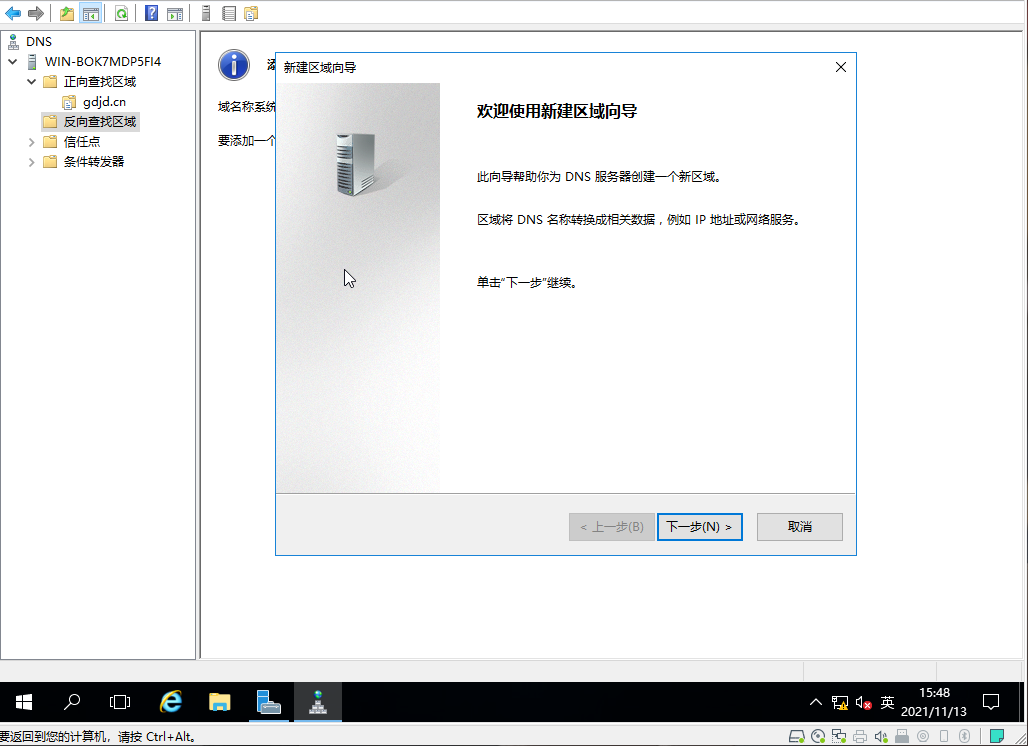 DNS
WIN-BOK7MDP5FI4
正向查找区域
gdjd.cn
反向查找区域
信任点
条件转发器
域名称系统
要添加一个
新建区域向导
欢迎使用新建区域向导
此向导帮助你为 DNS 服务器创建一个新区域。
区域将 DNS 名称转换成相关数据，例如 IP 地址或网络服务。
单击"下一步"继续。
< 上一步(B)
下一步(N) >
取消
英
15:48
2021/11/13
要返回到您的计算机，请按 Ctrl+Alt。